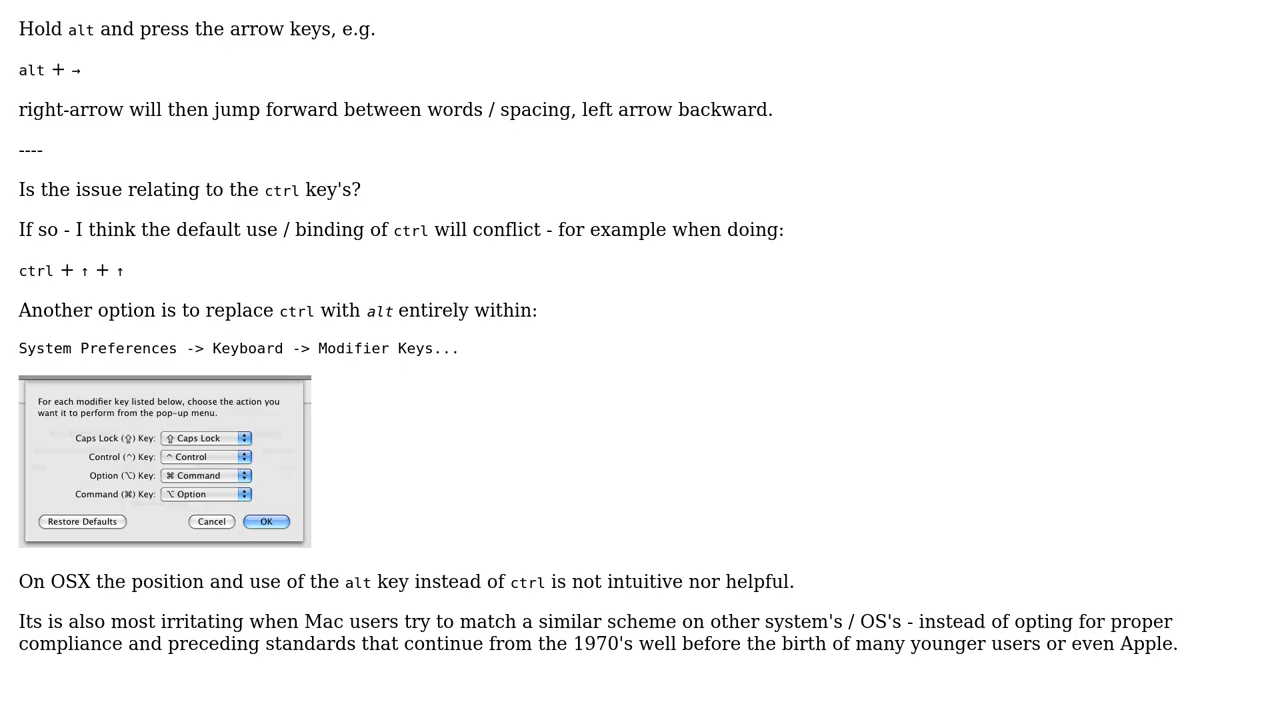 Hold alt and press the arrow keys, e.g.
alt + →
right-arrow will then jump forward between words / spacing, left arrow backward.
----
Is the issue relating to the ctrl key's?
If so - I think the default use / binding of ctrl will conflict - for example when doing:
ctrl + ↑ + ↑
Another option is to replace ctrl with alt entirely within:
System Preferences -> Keyboard -> Modifier Keys...
For each modifier key listed below, choose the action you
want it to perform from the pop-up menu.
Caps Lock (⇪) Key: ⇪ Caps Lock
Control (^) Key: ^ Control
Option (⌥) Key: ⌘ Command
Command (⌘) Key: ⌥ Option
Restore Defaults Cancel OK
On OSX the position and use of the alt key instead of ctrl is not intuitive nor helpful.
Its is also most irritating when Mac users try to match a similar scheme on other system's / OS's - instead of opting for proper
compliance and preceding standards that continue from the 1970's well before the birth of many younger users or even Apple.